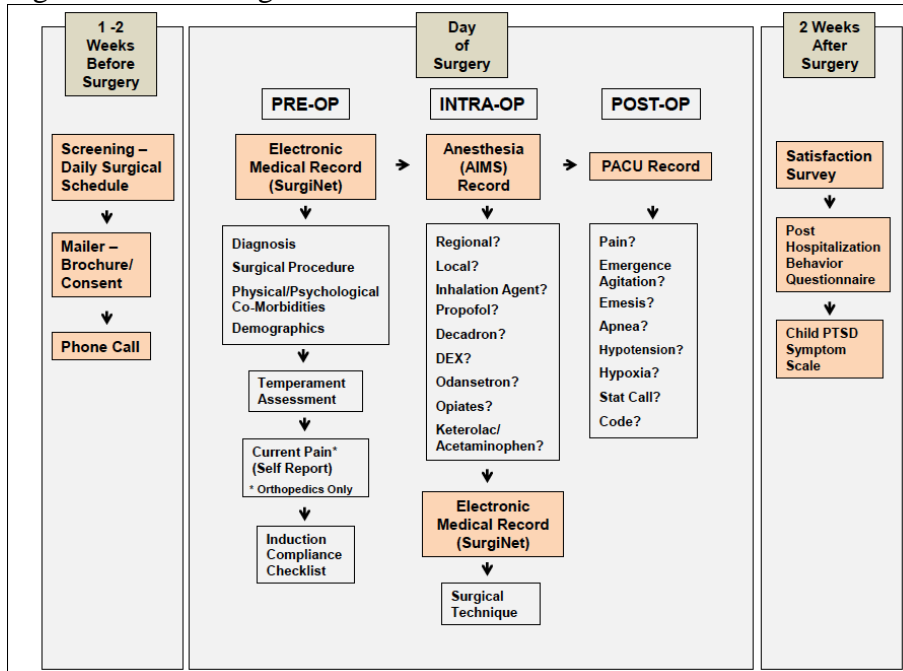 1 -2
Weeks
Before
Surgery
Screening –
Daily Surgical
Schedule
Mailer –
Brochure/
Consent
Phone Call
Day
of
Surgery
PRE-OP
Electronic
Medical Record
(SurgiNet)
Diagnosis
Surgical Procedure
Physical/Psychological
Co-Morbidities
Demographics
Temperament
Assessment
Current Pain*
(Self Report)
* Orthopedics Only
Induction
Compliance
Checklist
INTRA-OP
Anesthesia
(AIMS)
Record
Regional?
Local?
Inhalation Agent?
Propofol?
Decadron?
DEX?
Odansetron?
Opiates?
Keterolac/
Acetaminophen?
Electronic
Medical Record
(SurgiNet)
Surgical
Technique
POST-OP
PACU Record
Pain?
Emergence
Agitation?
Emesis?
Apnea?
Hypotension?
Hypoxia?
Stat Call?
Code?
2 Weeks
After
Surgery
Satisfaction
Survey
Post
Hospitalization
Behavior
Questionnaire
Child PTSD
Symptom
Scale